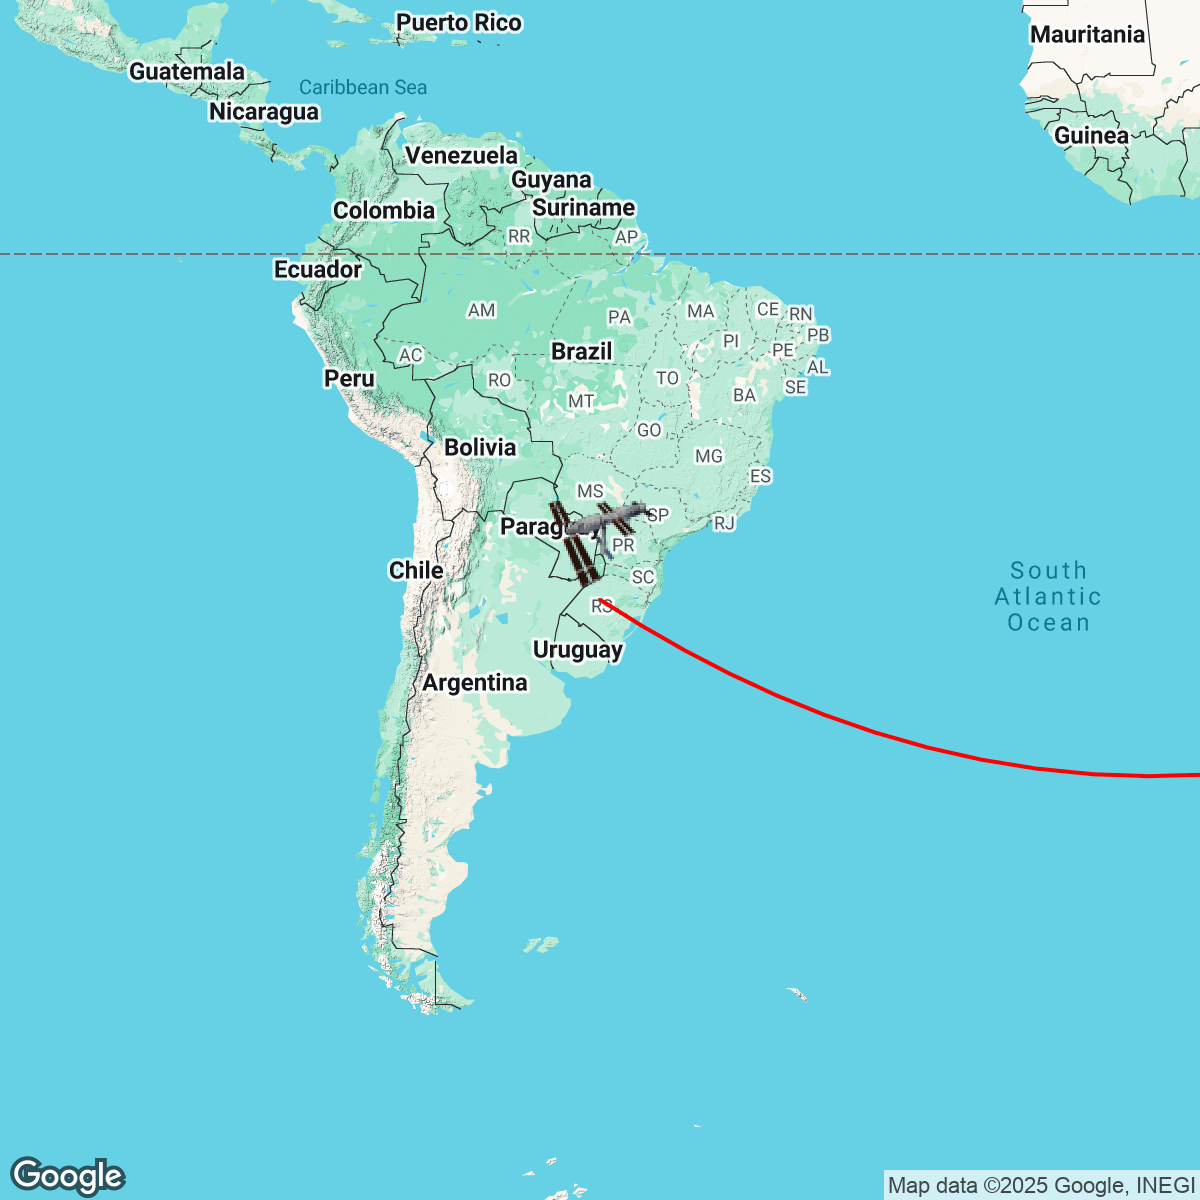 Puerto Rico
Mauritania
Guatemala
Caribbean Sea
Nicaragua
Guinea
Venezuela
Guyana
Colombia
Suriname
RR
AP
Ecuador
AM
PA
MA
CE
RN
PB
PI
PE
Brazil
AC
AL
Peru
RO
TO
SE
MT
BA
GO
Bolivia
MG
ES
MS
SP
RJ
PR
Chile
SC
South
Atlantic
Ocean
RS
Uruguay
Argentina
Google
Map data ©2025 Google, INEGI